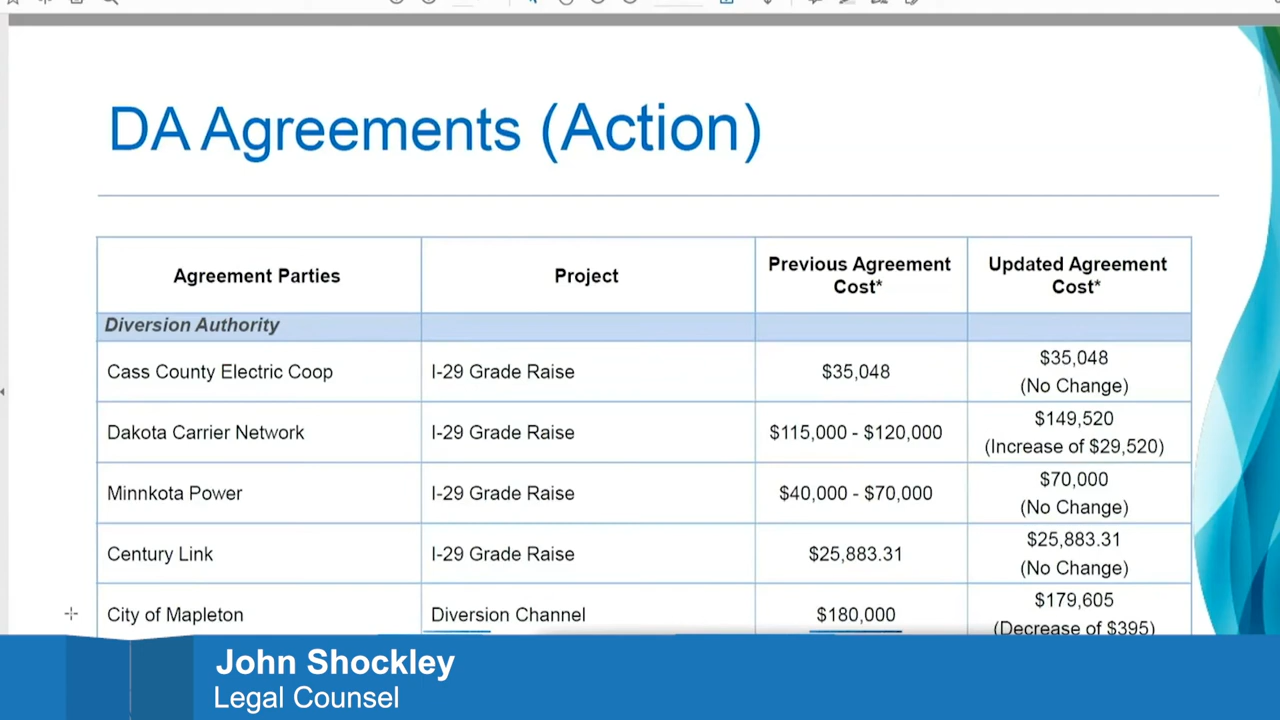 DA Agreements (Action)
Agreement Parties
Project
Previous Agreement
Cost*
Updated Agreement
Cost*
Diversion Authority
Cass County Electric Coop
I-29 Grade Raise
$35,048
$35,048
(No Change)
Dakota Carrier Network
I-29 Grade Raise
$115,000 - $120,000
$149,520
(Increase of $29,520)
Minnkota Power
I-29 Grade Raise
$40,000 - $70,000
$70,000
(No Change)
Century Link
I-29 Grade Raise
$25,883.31
$25,883.31
(No Change)
City of Mapleton
Diversion Channel
$180,000
$179,605
(Decrease of $395)
John Shockley
Legal Counsel